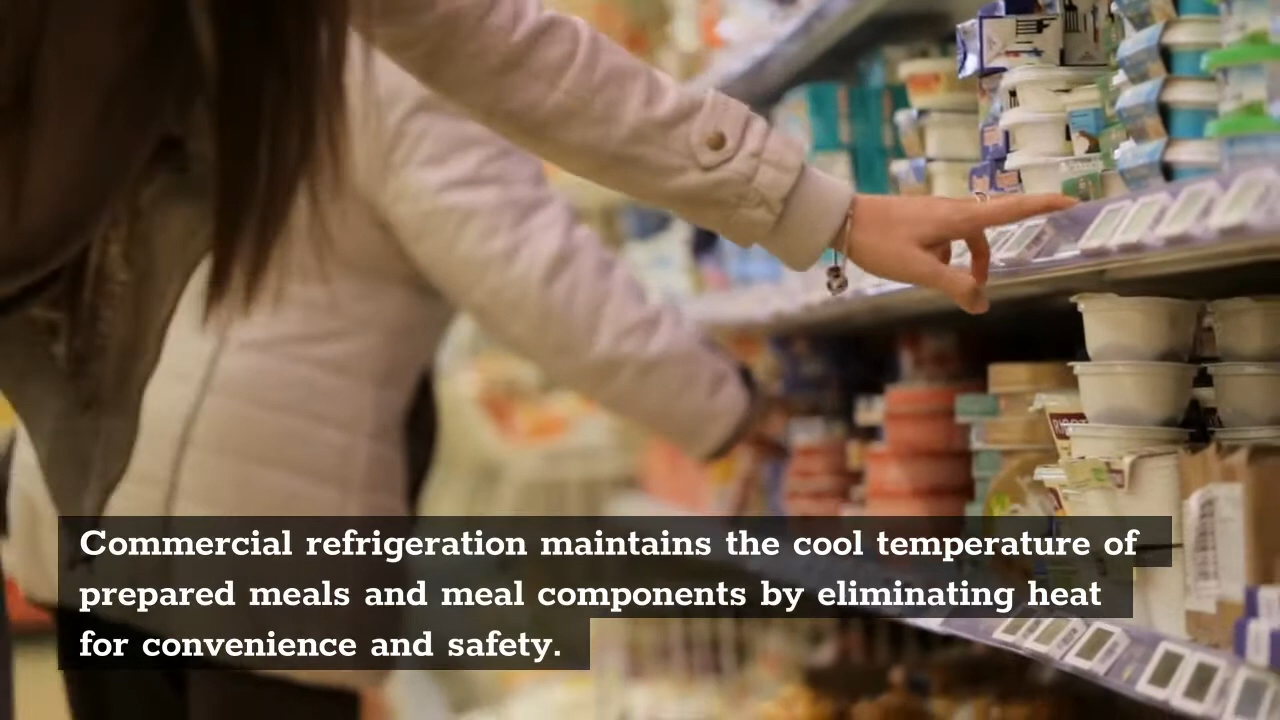 Commercial refrigeration maintains the cool temperature of
prepared meals and meal components by eliminating heat
for convenience and safety.